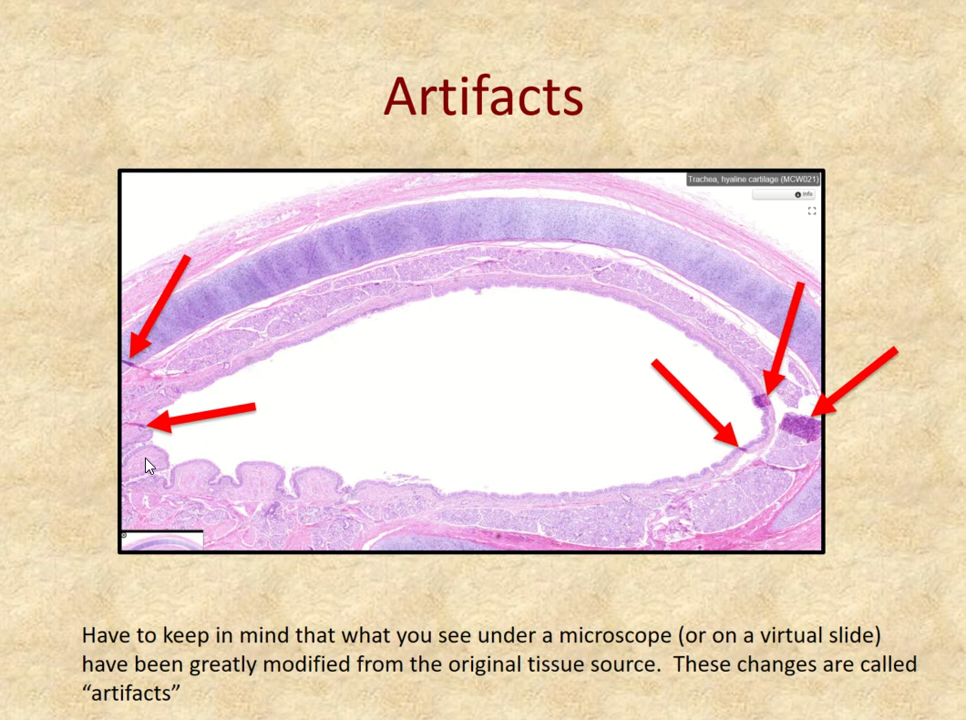 Artifacts
Trachea, hyaline cartilage (MCW021)
Info
Have to keep in mind that what you see under a microscope (or on a virtual slide)
have been greatly modified from the original tissue source.  These changes are called
“artifacts”